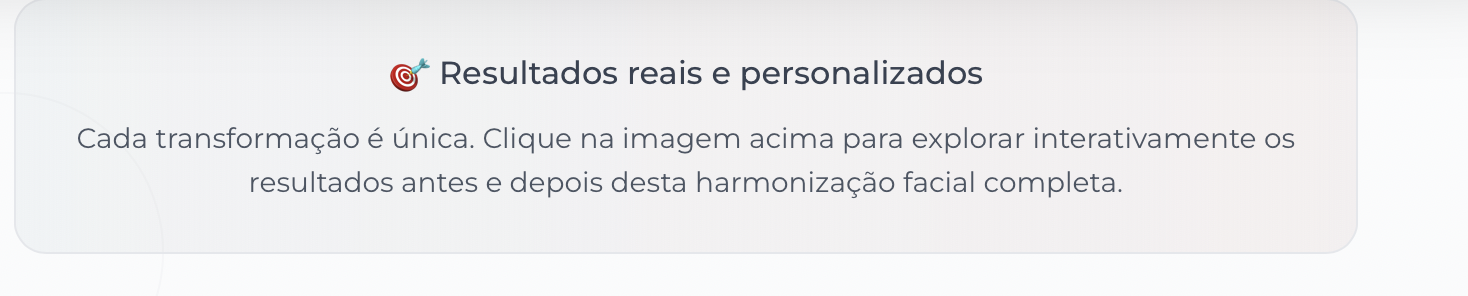 🎯 Resultados reais e personalizados
Cada transformação é única. Clique na imagem acima para explorar interativamente os
resultados antes e depois desta harmonização facial completa.